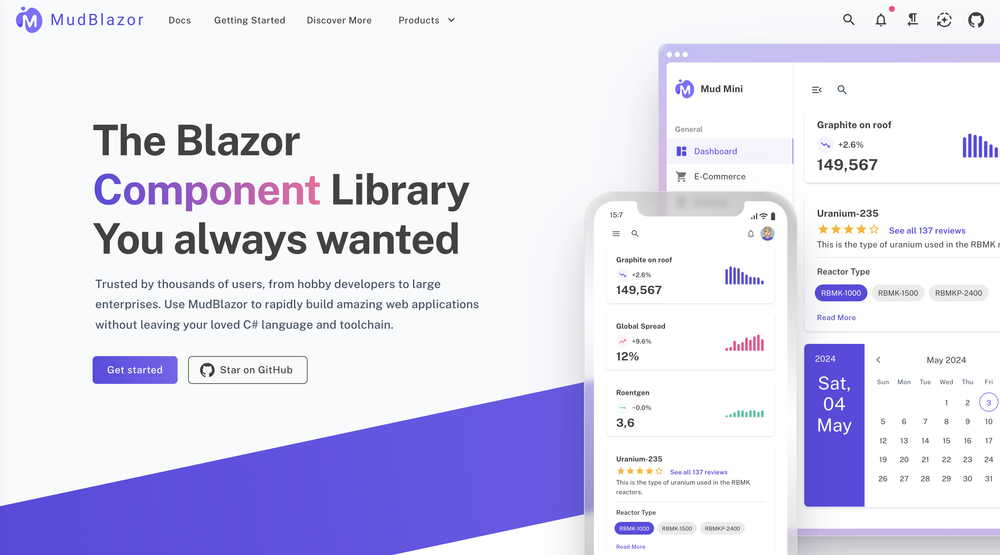 MudBlazor
Docs
Getting Started
Discover More
Products
The Blazor
Component Library
You always wanted
Trusted by thousands of users, from hobby developers to large
enterprises. Use MudBlazor to rapidly build amazing web applications
without leaving your loved C# language and toolchain.
Get started
Star on GitHub
Mud Mini
General
Dashboard
E-Commerce
Graphite on roof
+2.6%
149,567
Uranium-235
See all 137 reviews
This is the type of uranium used in the RBMK
Reactor Type
RBMK-1000 RBMK-1500 RBMKP-2400
Read More
2024
Sat,
04
May
May 2024
Sun Mon Tue Wed Thu Fri
1 2 3
5 6 7 8 9 10
12 13 14 15 16 17
19 20 21 22 23 24
26 27 28 29 30 31
15:7
Graphite on roof
+2.6%
149,567
Global Spread
+9.6%
12%
Roentgen
~0.0%
3,6
Uranium-235
See all 137 reviews
This is the type of uranium used in the RBMK
reactors.
Reactor Type
RBMK-1000 RBMK-1500 RBMKP-2400
Read More